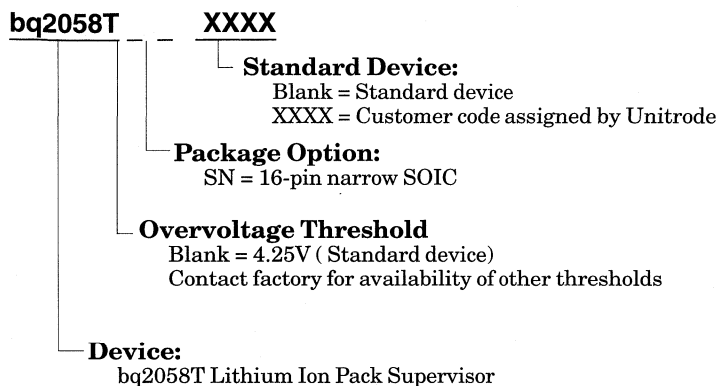 bq2058T_ _ XXXX
Standard Device:
Blank = Standard device
XXXX = Customer code assigned by Unitrode
Package Option:
SN = 16-pin narrow SOIC
Overvoltage Threshold
Blank = 4.25V ( Standard device)
Contact factory for availability of other thresholds
Device:
bq2058T Lithium Ion Pack Supervisor